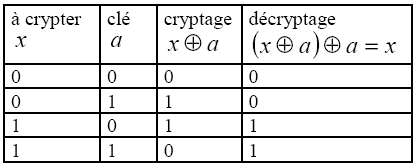 à crypter clé cryptage décryptage
x a x ⊕ a (x ⊕ a) ⊕ a = x
0 0 0 0
0 1 1 0
1 0 1 1
1 1 0 1